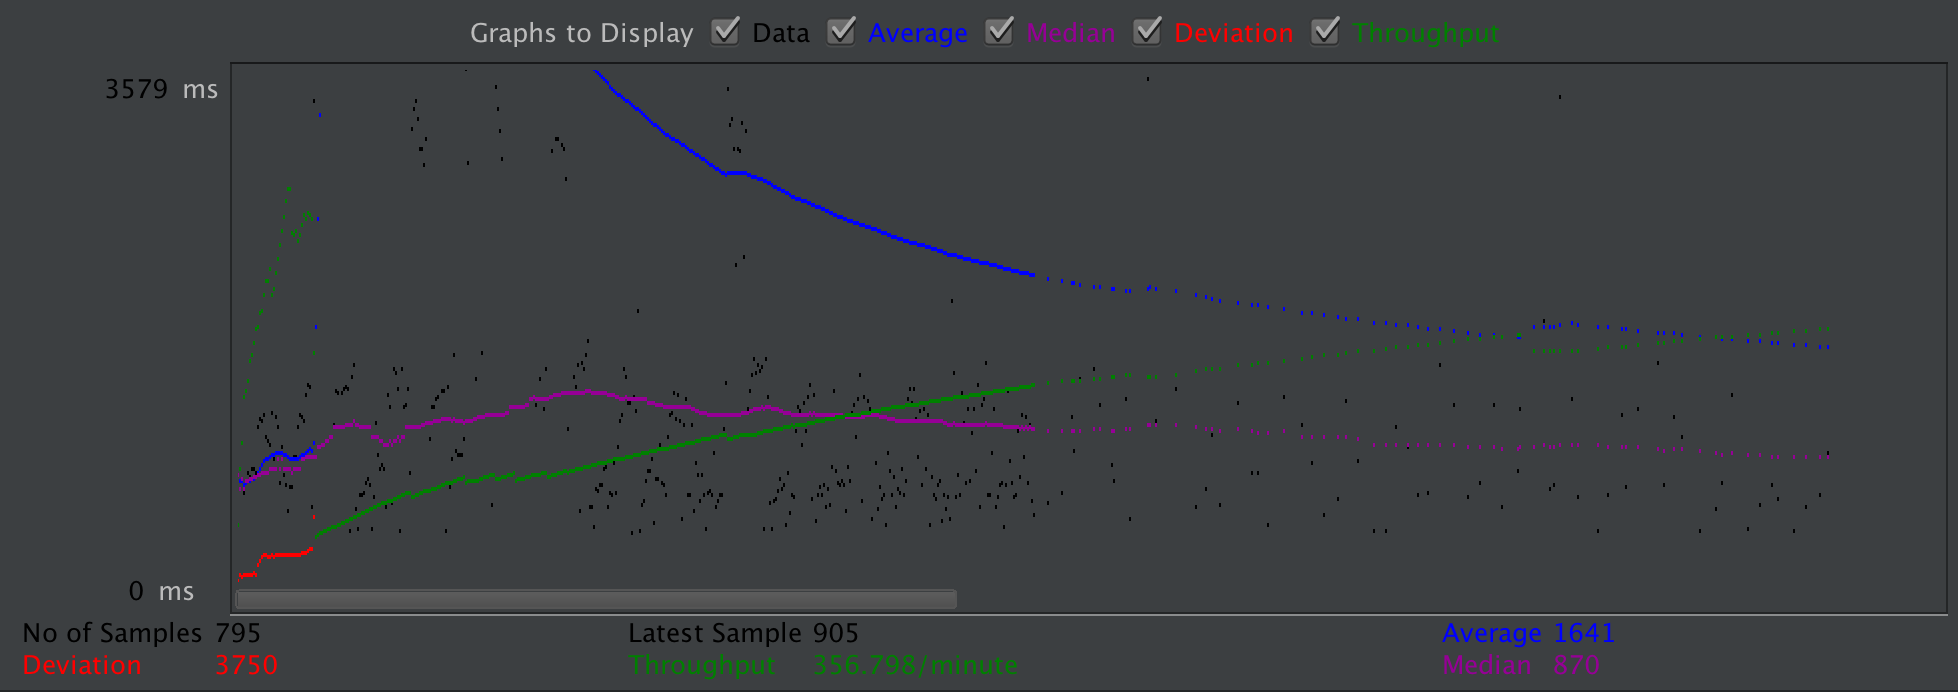 Graphs to Display Data Average Median Deviation Throughput
3579 ms
0 ms
No of Samples 795 Latest Sample 905 Average 1641
Deviation 3750 Throughput 356.798/minute Median 870